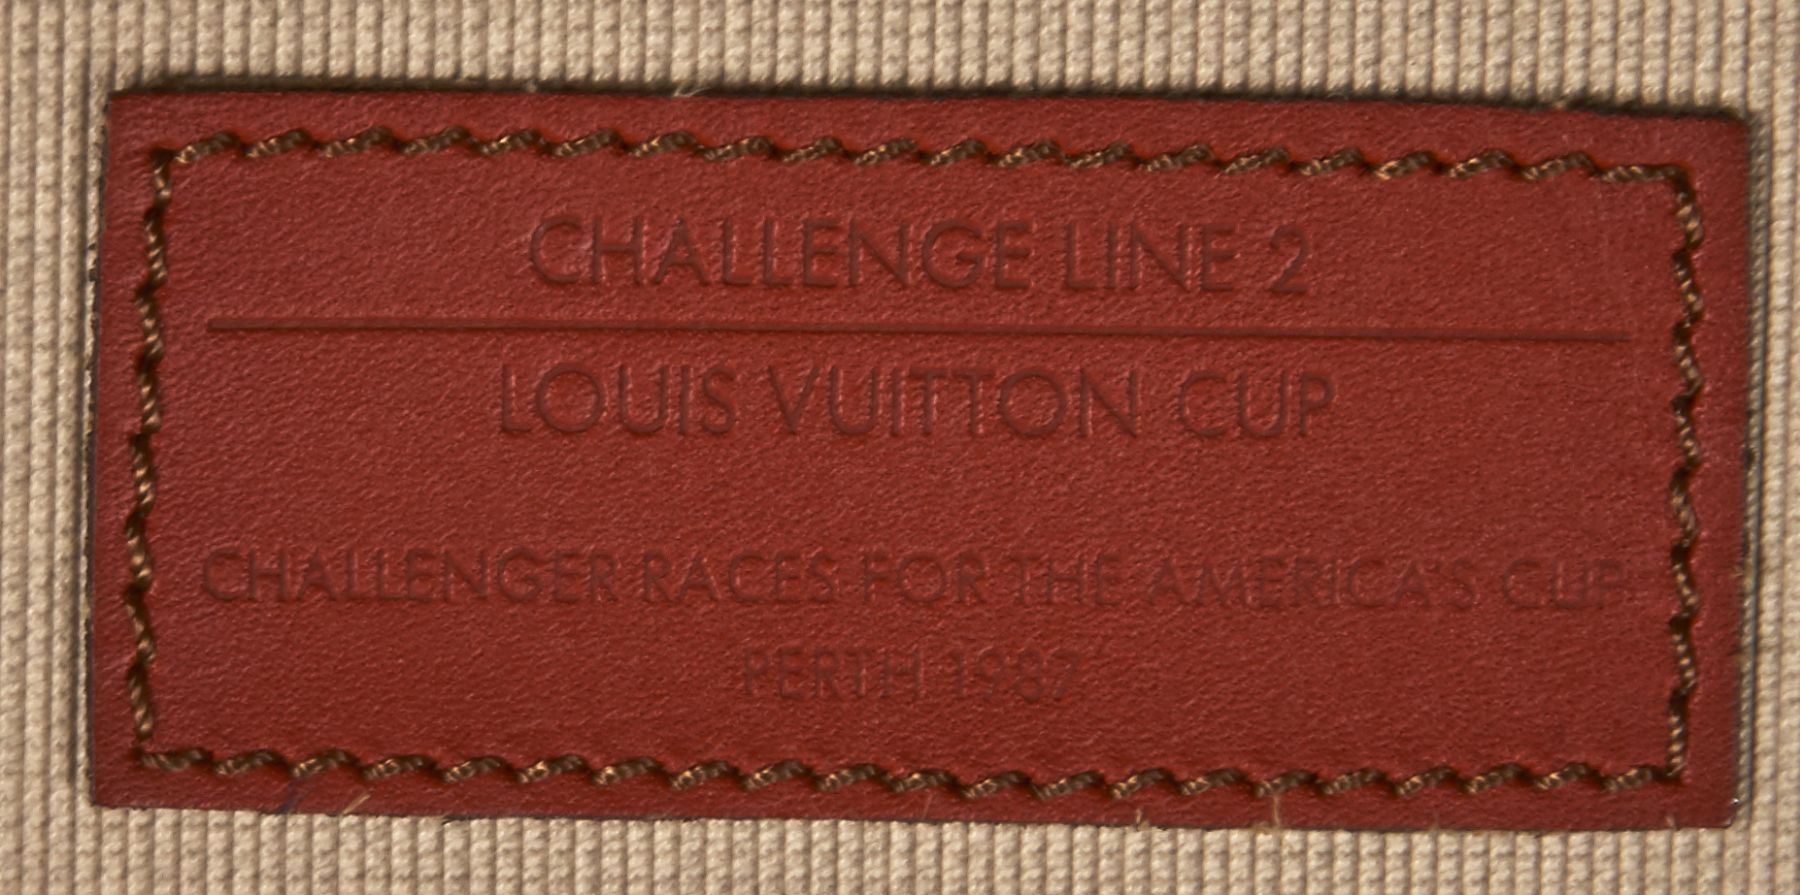 CHALLENGE LINE 2
LOUIS VUITTON CUP
CHALLENGER RACES FOR THE AMERICA'S CUP
PERTH 1987